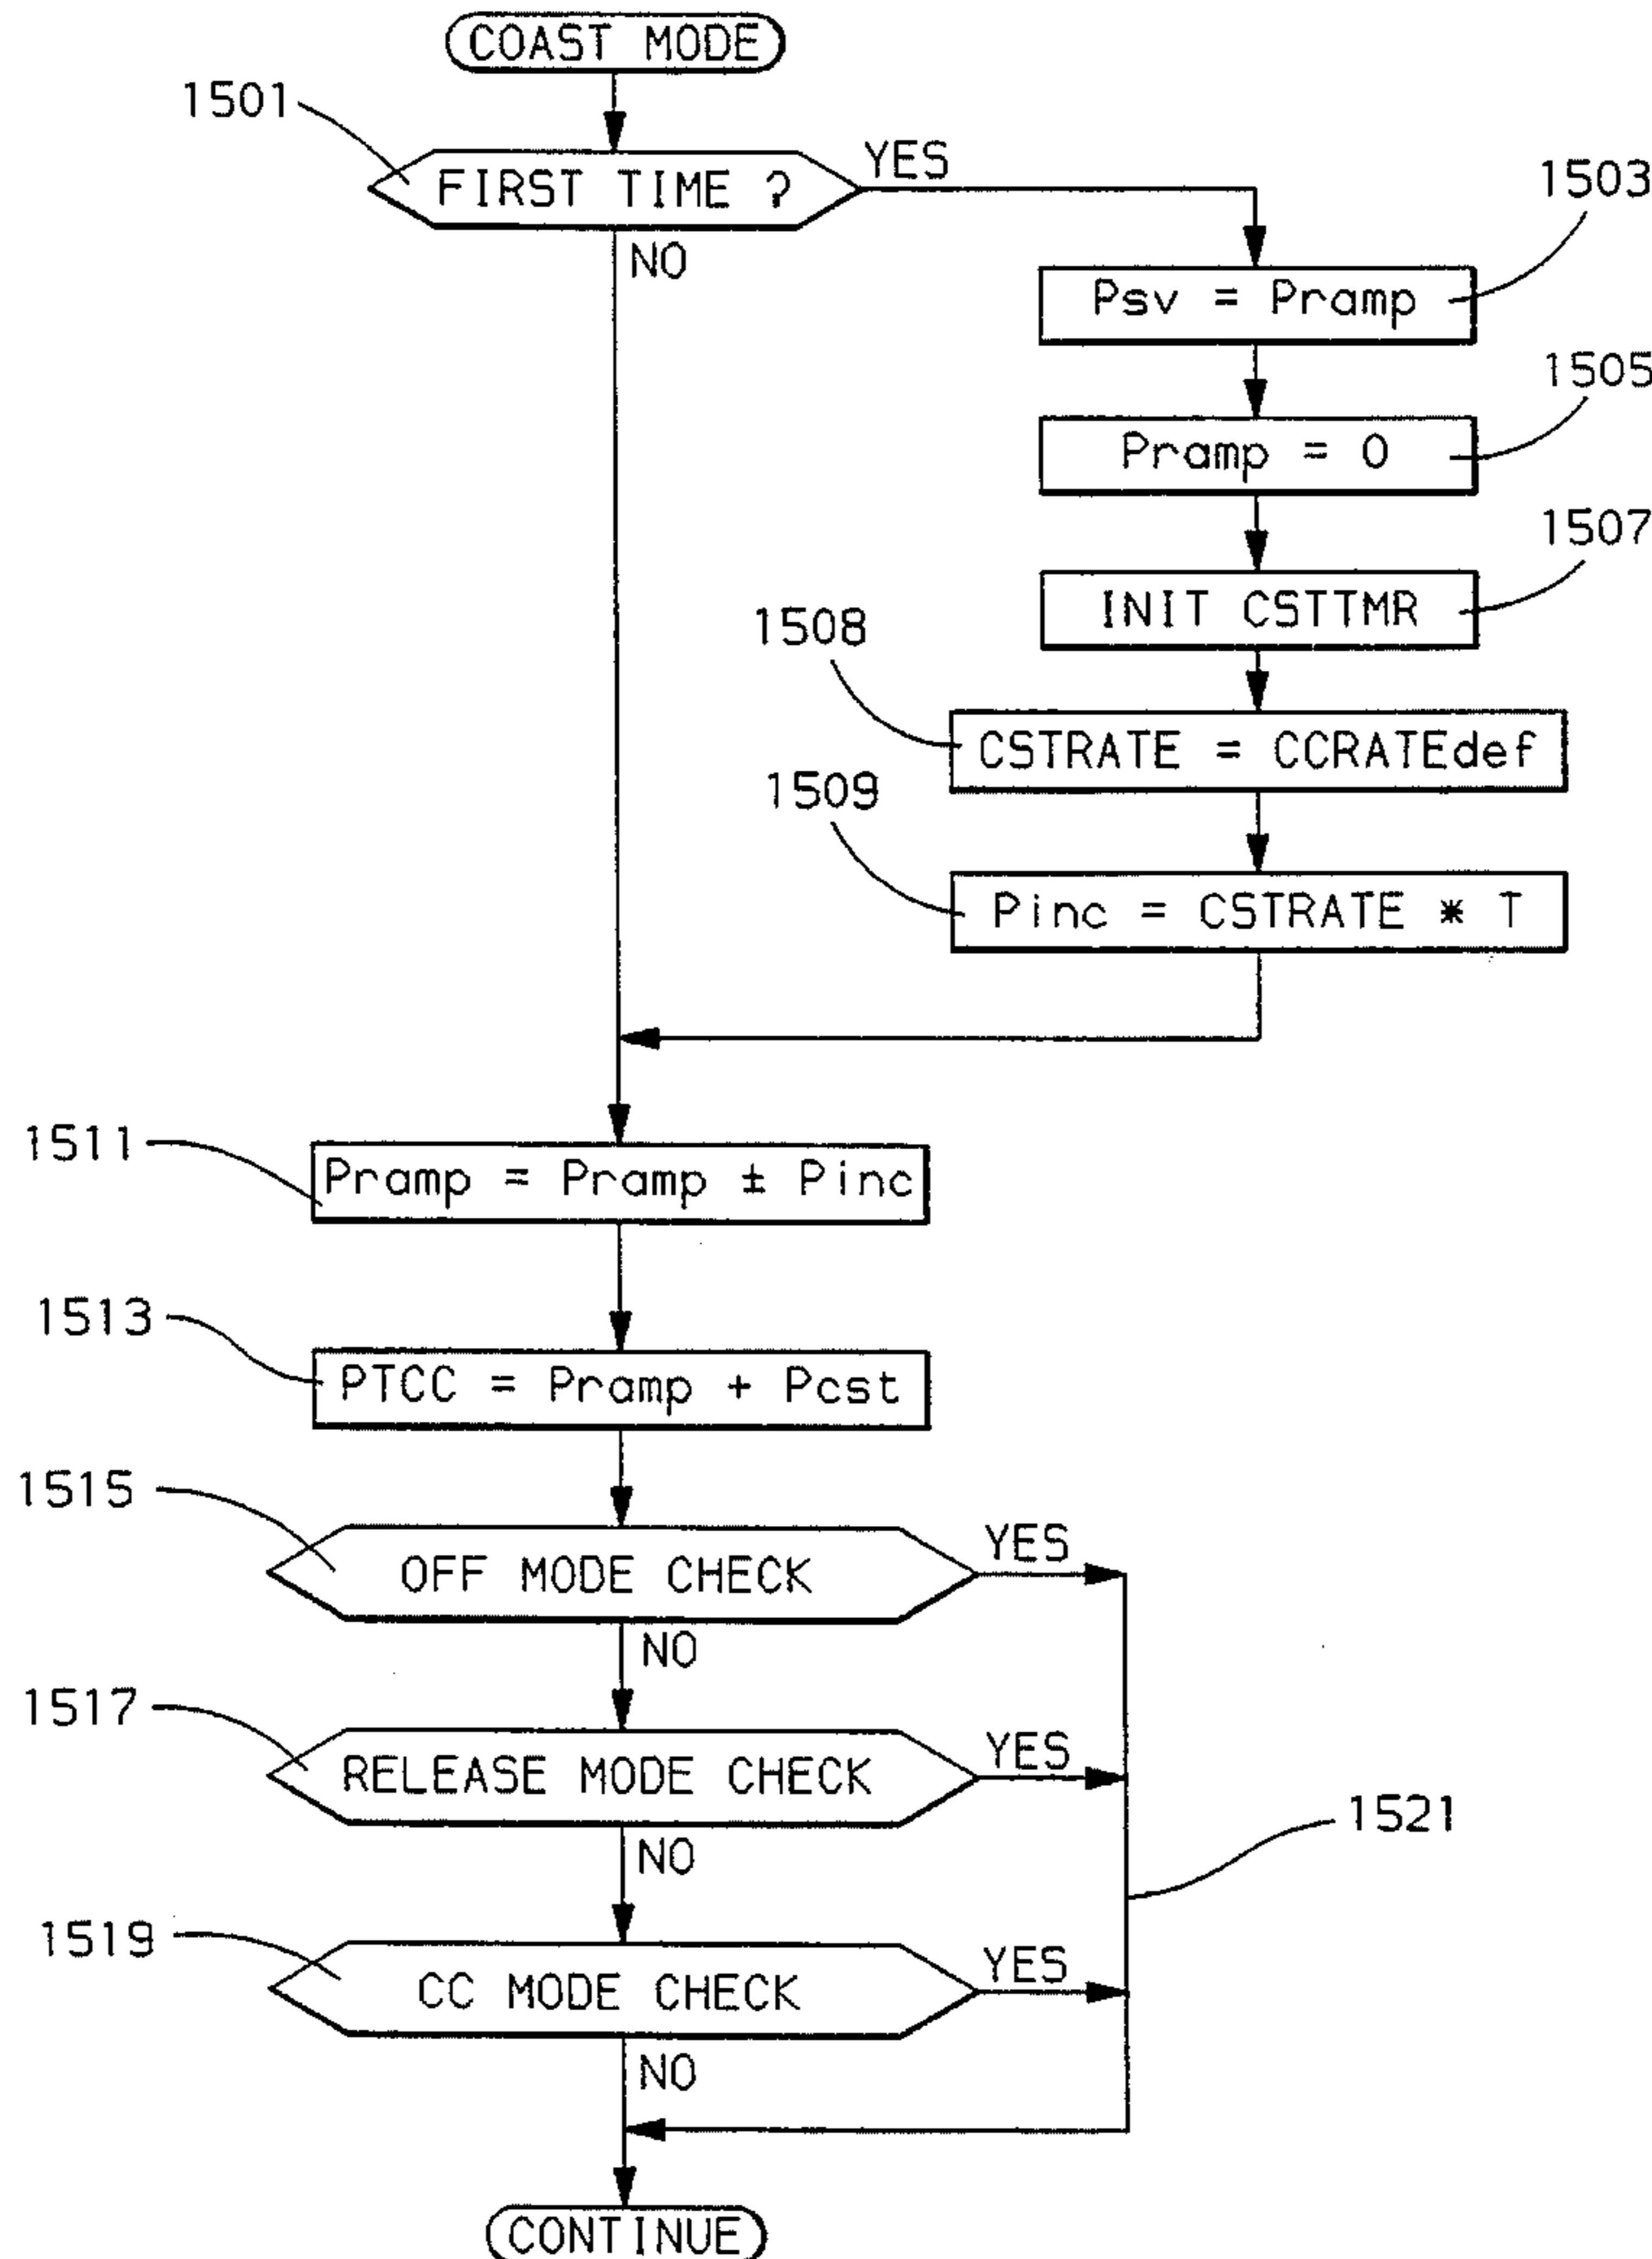 COAST MODE
1501
FIRST TIME ?
YES
NO
1503
Psv = Pramp
1505
Pramp = 0
1507
INIT CSTTMR
1508
CSTRATE = CCRATEdef
1509
Pinc = CSTRATE * T
1511
Pramp = Pramp ± Pinc
1513
PTCC = Pramp + Pcst
1515
OFF MODE CHECK
YES
NO
1517
RELEASE MODE CHECK
YES
NO
1521
1519
CC MODE CHECK
YES
NO
CONTINUE